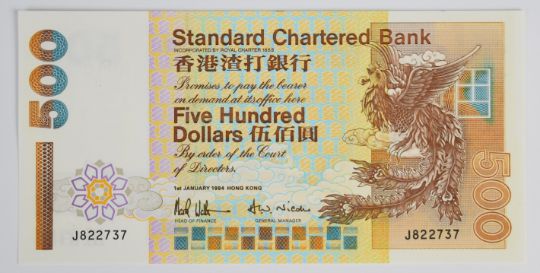 500
Standard Chartered Bank
INCORPORATED BY ROYAL CHARTER 1853
香港渣打銀行
Promises to pay the bearer
on demand at its office here
Five Hundred
Dollars 伍佰圓
By order of the Court
of Directors.
1st JANUARY 1994 HONG KONG
HEAD OF FINANCE GENERAL MANAGER
J822737 J822737
500